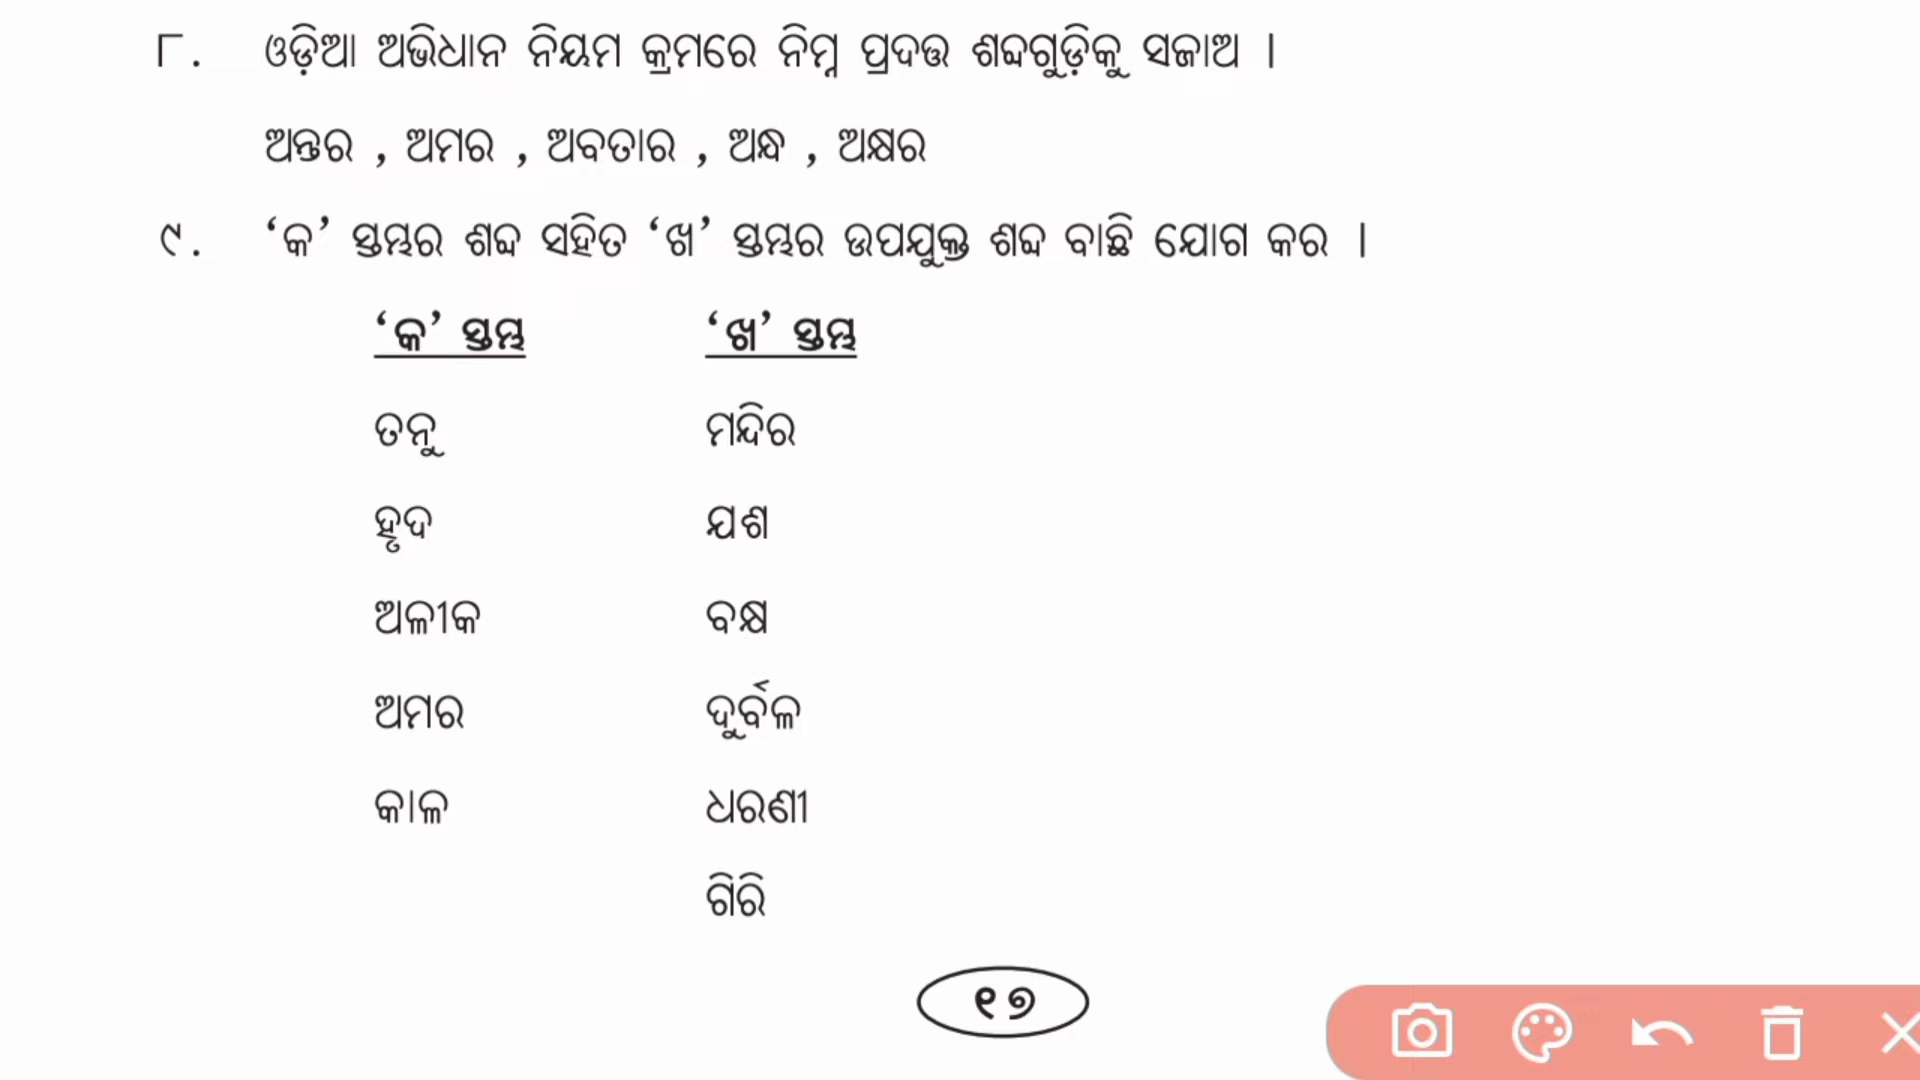 ୮. ଓଡ଼ିଆ ଅଭିଧାନ ନିୟମ କ୍ରମରେ ନିମ୍ନ ପ୍ରଦତ୍ତ ଶବ୍ଦଗୁଡ଼ିକୁ ସଜାଅ ।
ଅନ୍ତର , ଅମର , ଅବତାର , ଅନ୍ଧ , ଅକ୍ଷର
୯. ‘କ’ ସ୍ତମ୍ଭର ଶବ୍ଦ ସହିତ ‘ଖ’ ସ୍ତମ୍ଭର ଉପଯୁକ୍ତ ଶବ୍ଦ ବାଛି ଯୋଗ କର ।
‘କ’ ସ୍ତମ୍ଭ ‘ଖ’ ସ୍ତମ୍ଭ
ତନୁ ମନ୍ଦିର
ହୃଦ ଯଶ
ଅଳୀକ ବକ୍ଷ
ଅମର ଦୁର୍ବଳ
କାଳ ଧରଣୀ
ଗିରି
୧୭